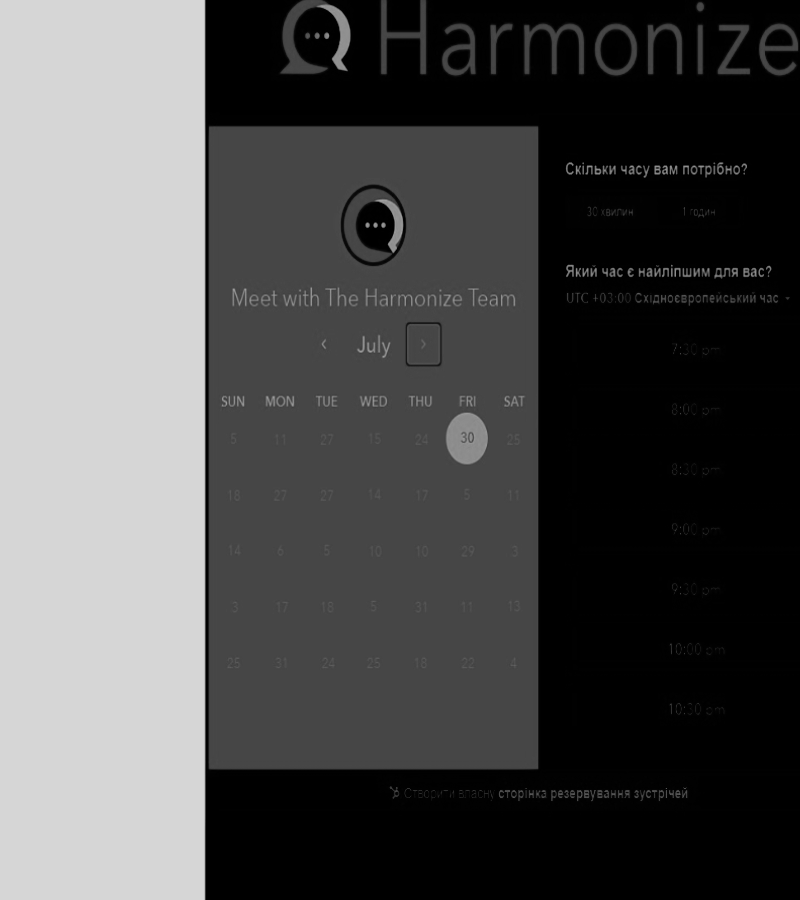 Harmonize
Meet with The Harmonize Team
‹ July ›
SUN MON TUE WED THU FRI SAT
5 11 27 15 24 30 25
18 27 27 14 17 5 11
14 6 5 10 10 29 3
3 17 18 5 31 11 13
25 31 24 25 18 22 4
Скільки часу вам потрібно?
30 хвилин 1 годин
Який час є найліпшим для вас?
UTC +03:00 Східноєвропейський час
7:30 pm
8:00 pm
8:30 pm
9:00 pm
9:30 pm
10:00 pm
10:30 pm
Створити власну сторінка резервування зустрічей